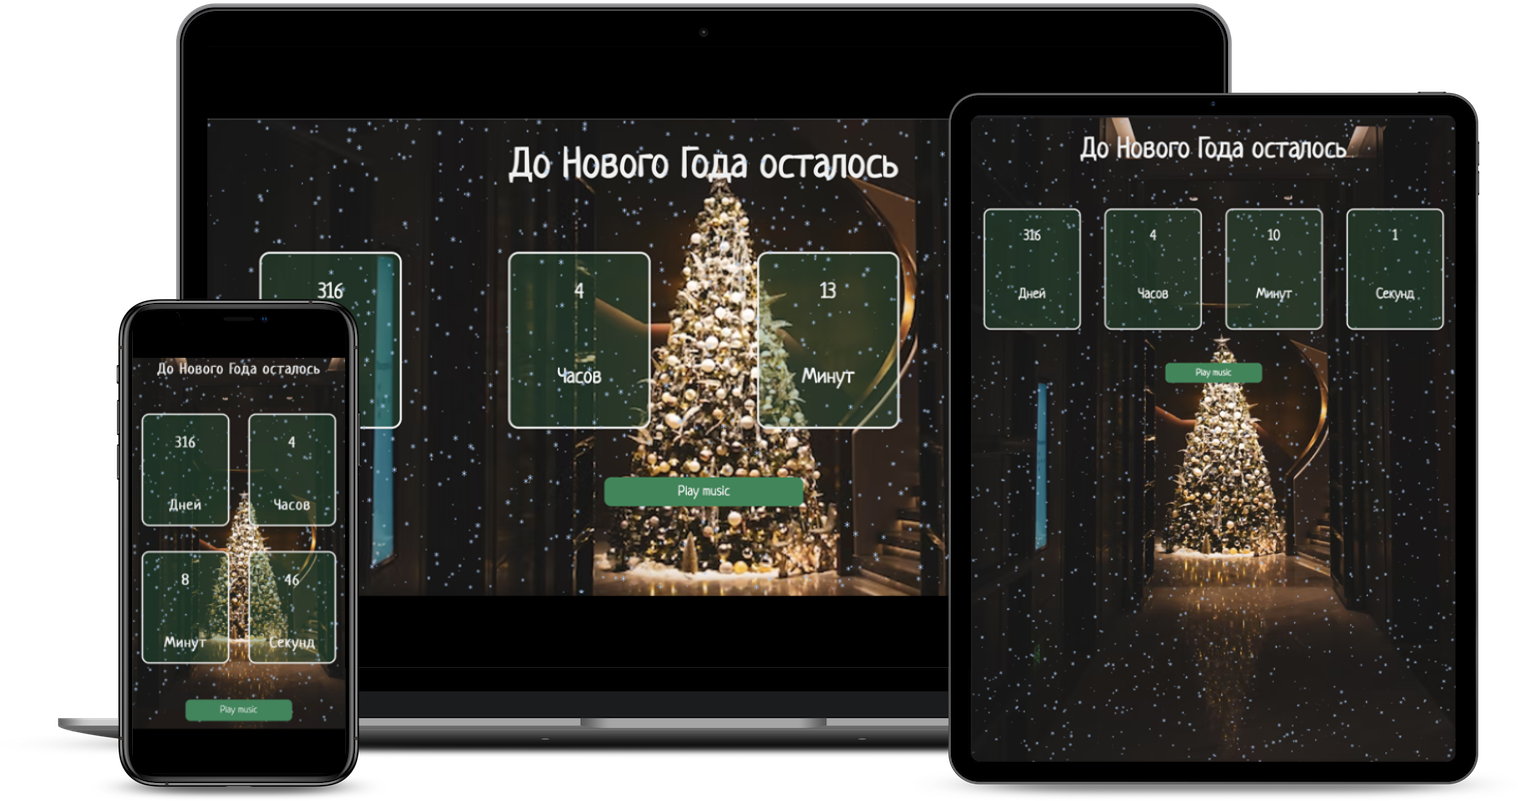 До Нового Года осталось
316
4
13
Часов
Минут
Play music
До Нового Года осталось
316
4
10
1
Дней
Часов
Минут
Секунд
Play music
До Нового Года осталось
316
4
Дней
Часов
8
46
Минут
Секунд
Play music